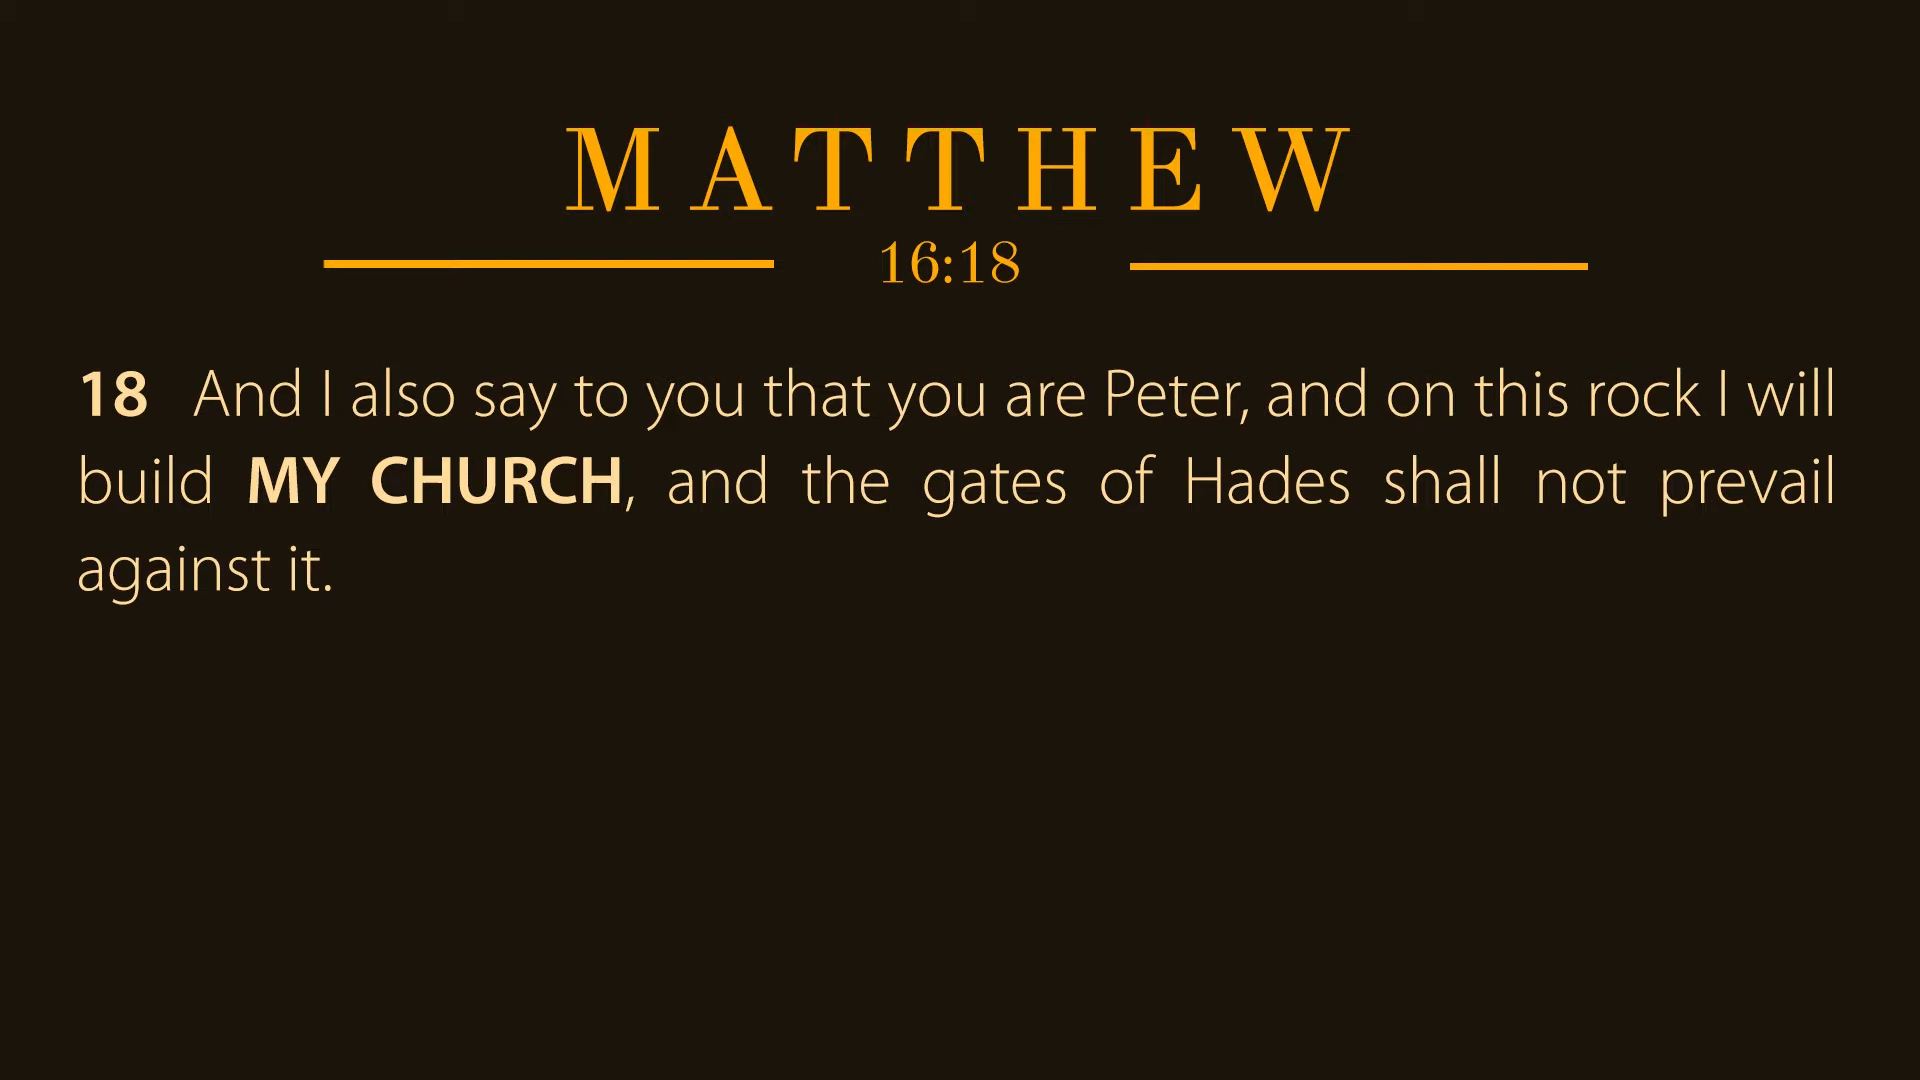 MATTHEW
16:18
18 And I also say to you that you are Peter, and on this rock I will
build MY CHURCH, and the gates of Hades shall not prevail
against it.